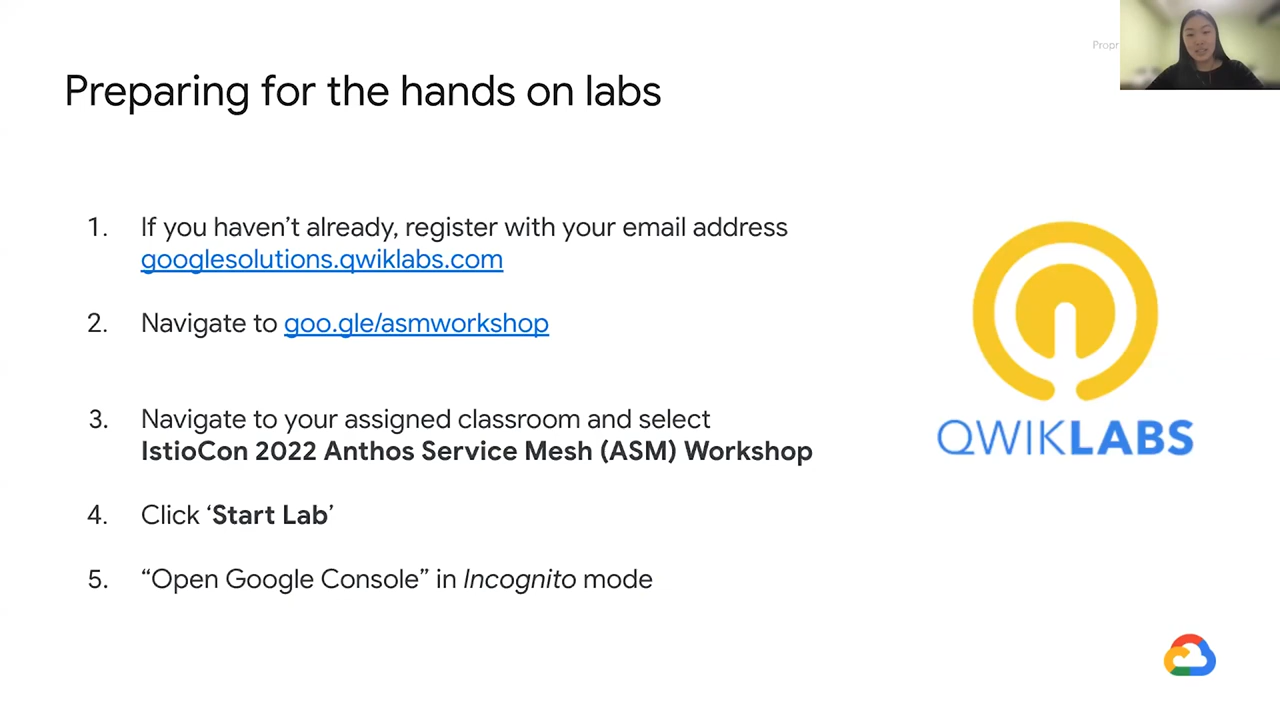 Propr
Preparing for the hands on labs
1. If you haven’t already, register with your email address
googlesolutions.qwiklabs.com
2. Navigate to goo.gle/asmworkshop
3. Navigate to your assigned classroom and select
IstioCon 2022 Anthos Service Mesh (ASM) Workshop
4. Click ‘Start Lab’
5. “Open Google Console” in Incognito mode
QWIKLABS